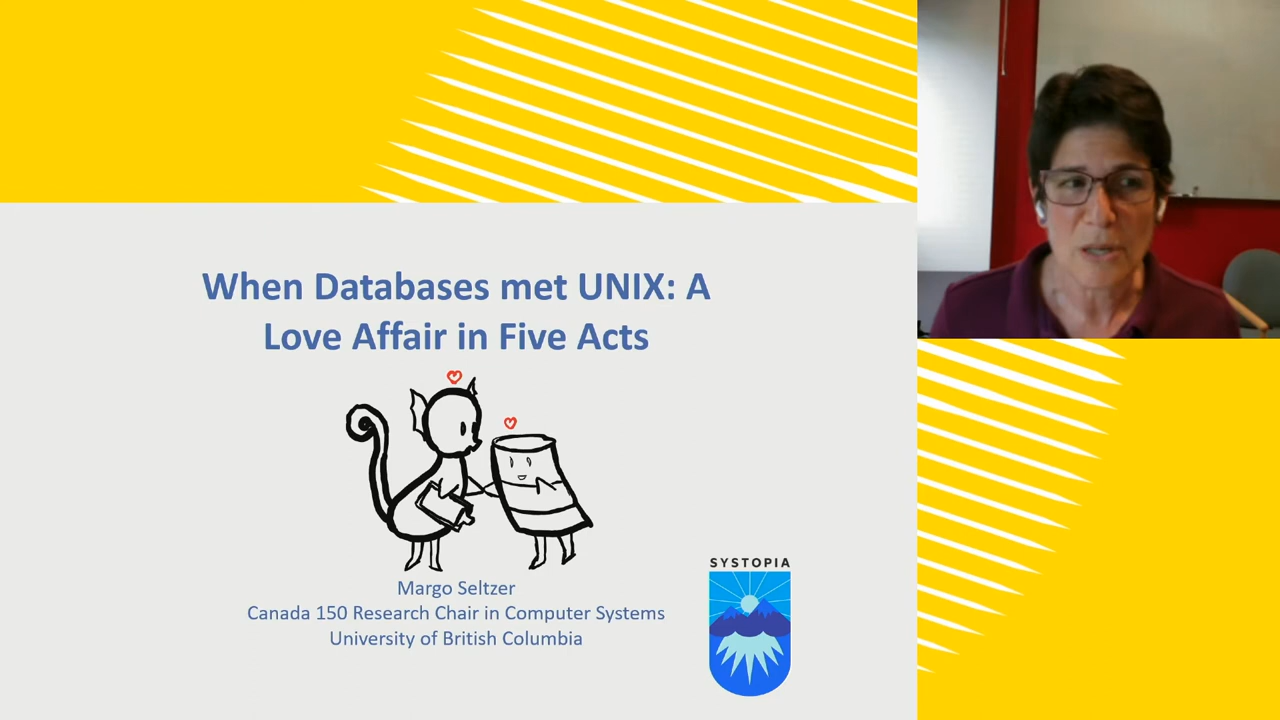 When Databases met UNIX: A
Love Affair in Five Acts
Margo Seltzer
Canada 150 Research Chair in Computer Systems
University of British Columbia
SYSTOPIA